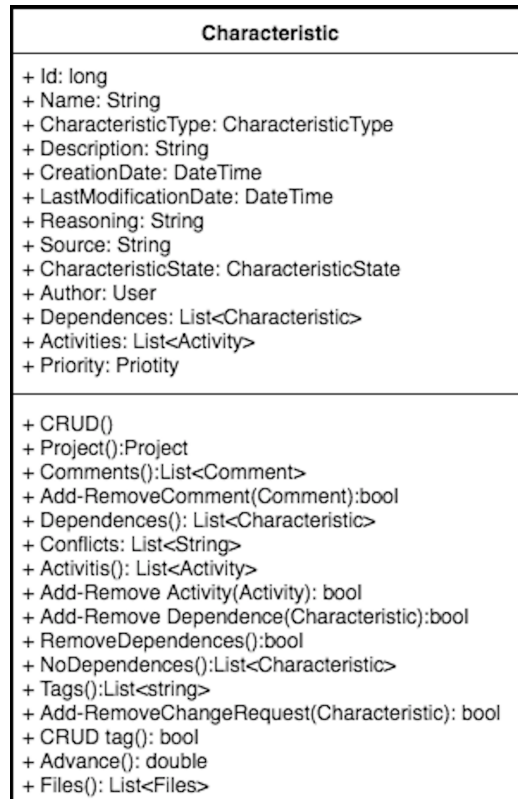 Characteristic
+ Id: long
+ Name: String
+ CharacteristicType: CharacteristicType
+ Description: String
+ CreationDate: DateTime
+ LastModificationDate: DateTime
+ Reasoning: String
+ Source: String
+ CharacteristicState: CharacteristicState
+ Author: User
+ Dependences: List<Characteristic>
+ Activities: List<Activity>
+ Priority: Priotity
+ CRUD()
+ Project():Project
+ Comments():List<Comment>
+ Add-RemoveComment(Comment):bool
+ Dependences(): List<Characteristic>
+ Conflicts: List<String>
+ Activitis(): List<Activity>
+ Add-Remove Activity(Activity): bool
+ Add-Remove Dependence(Characteristic):bool
+ RemoveDependences():bool
+ NoDependences():List<Characteristic>
+ Tags():List<string>
+ Add-RemoveChangeRequest(Characteristic): bool
+ CRUD tag(): bool
+ Advance(): double
+ Files(): List<Files>